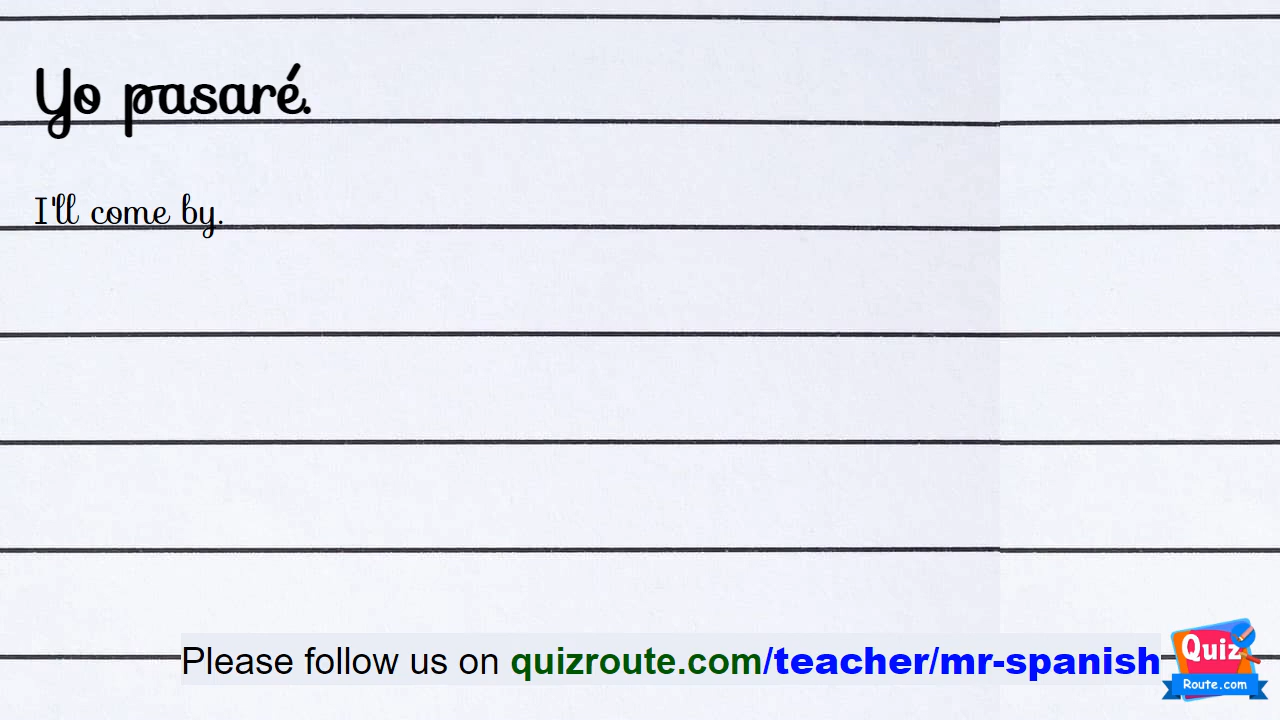 Yo pasaré.
I'll come by.
Please follow us on quizroute.com/teacher/mr-spanish
Quiz
Route.com